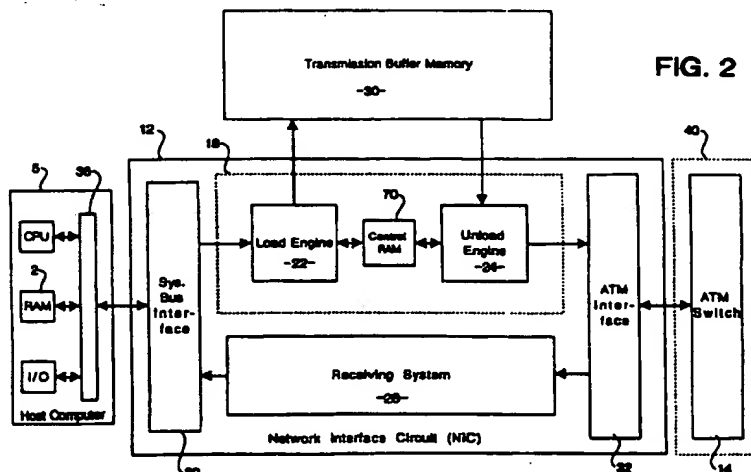 Transmission Buffer Memory
-30-
FIG. 2
12
18
40
5
36
70
CPU
2
RAM
I/O
Host Computer
Sys.
Bus
Inter-
face
Load Engine
-22-
Control
RAM
Unload
Engine
ATM
Inter-
face
ATM
Switch
Receiving System
Network Interface Circuit (NIC)
32
14